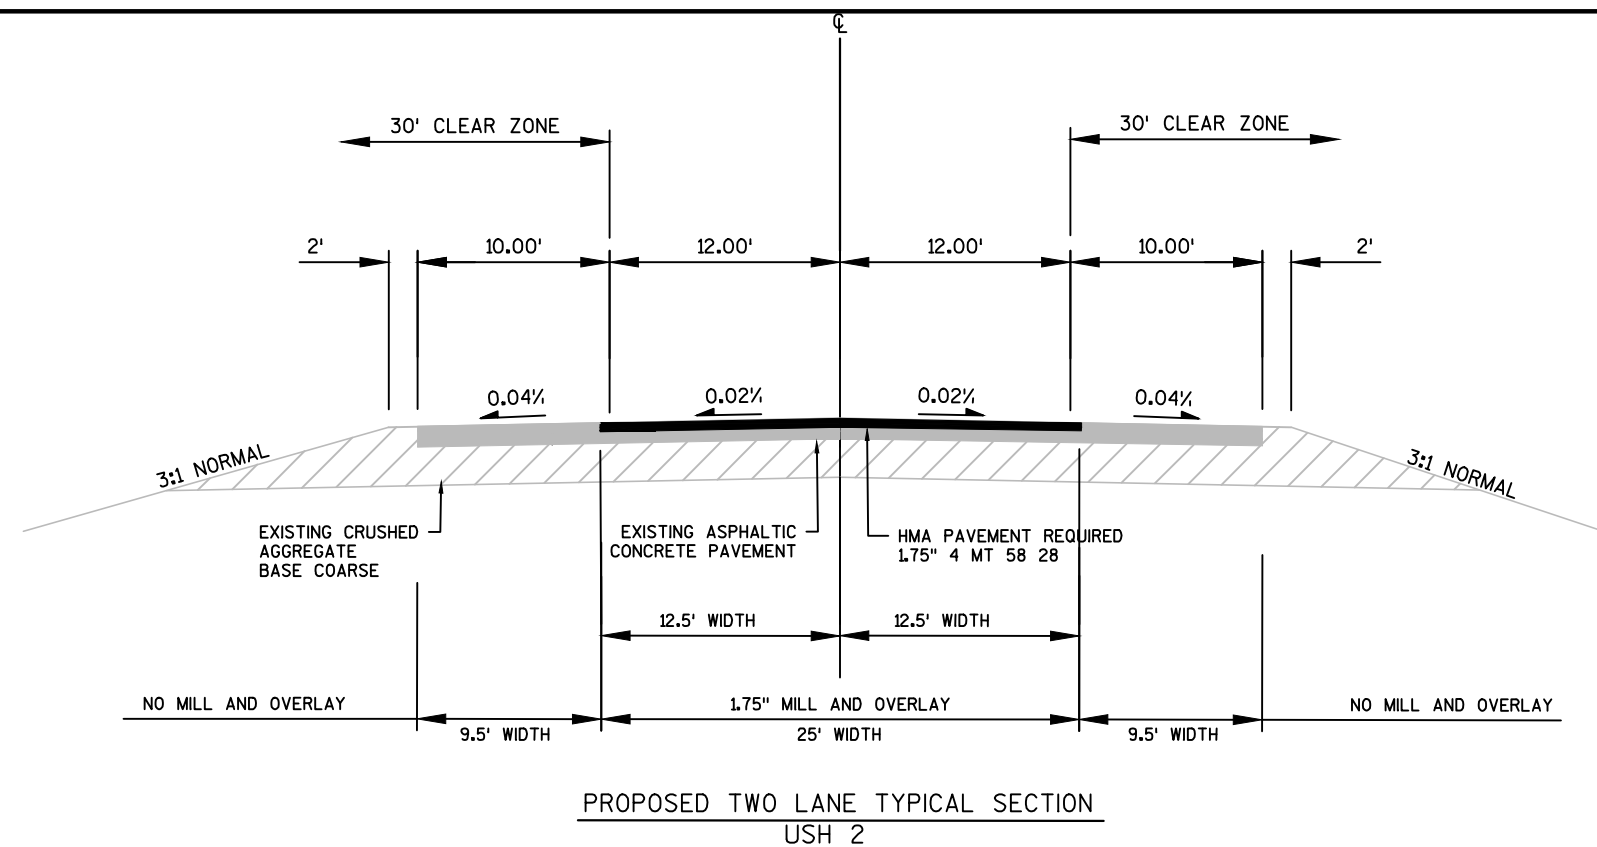 ℄
30' CLEAR ZONE
30' CLEAR ZONE
2'
10.00'
12.00'
12.00'
10.00'
2'
0.04%
0.02%
0.02%
0.04%
3:1 NORMAL
3:1 NORMAL
EXISTING CRUSHED
AGGREGATE
BASE COARSE
EXISTING ASPHALTIC
CONCRETE PAVEMENT
HMA PAVEMENT REQUIRED
1.75" 4 MT 58 28
12.5' WIDTH
12.5' WIDTH
NO MILL AND OVERLAY
1.75" MILL AND OVERLAY
NO MILL AND OVERLAY
9.5' WIDTH
25' WIDTH
9.5' WIDTH
PROPOSED TWO LANE TYPICAL SECTION
USH 2